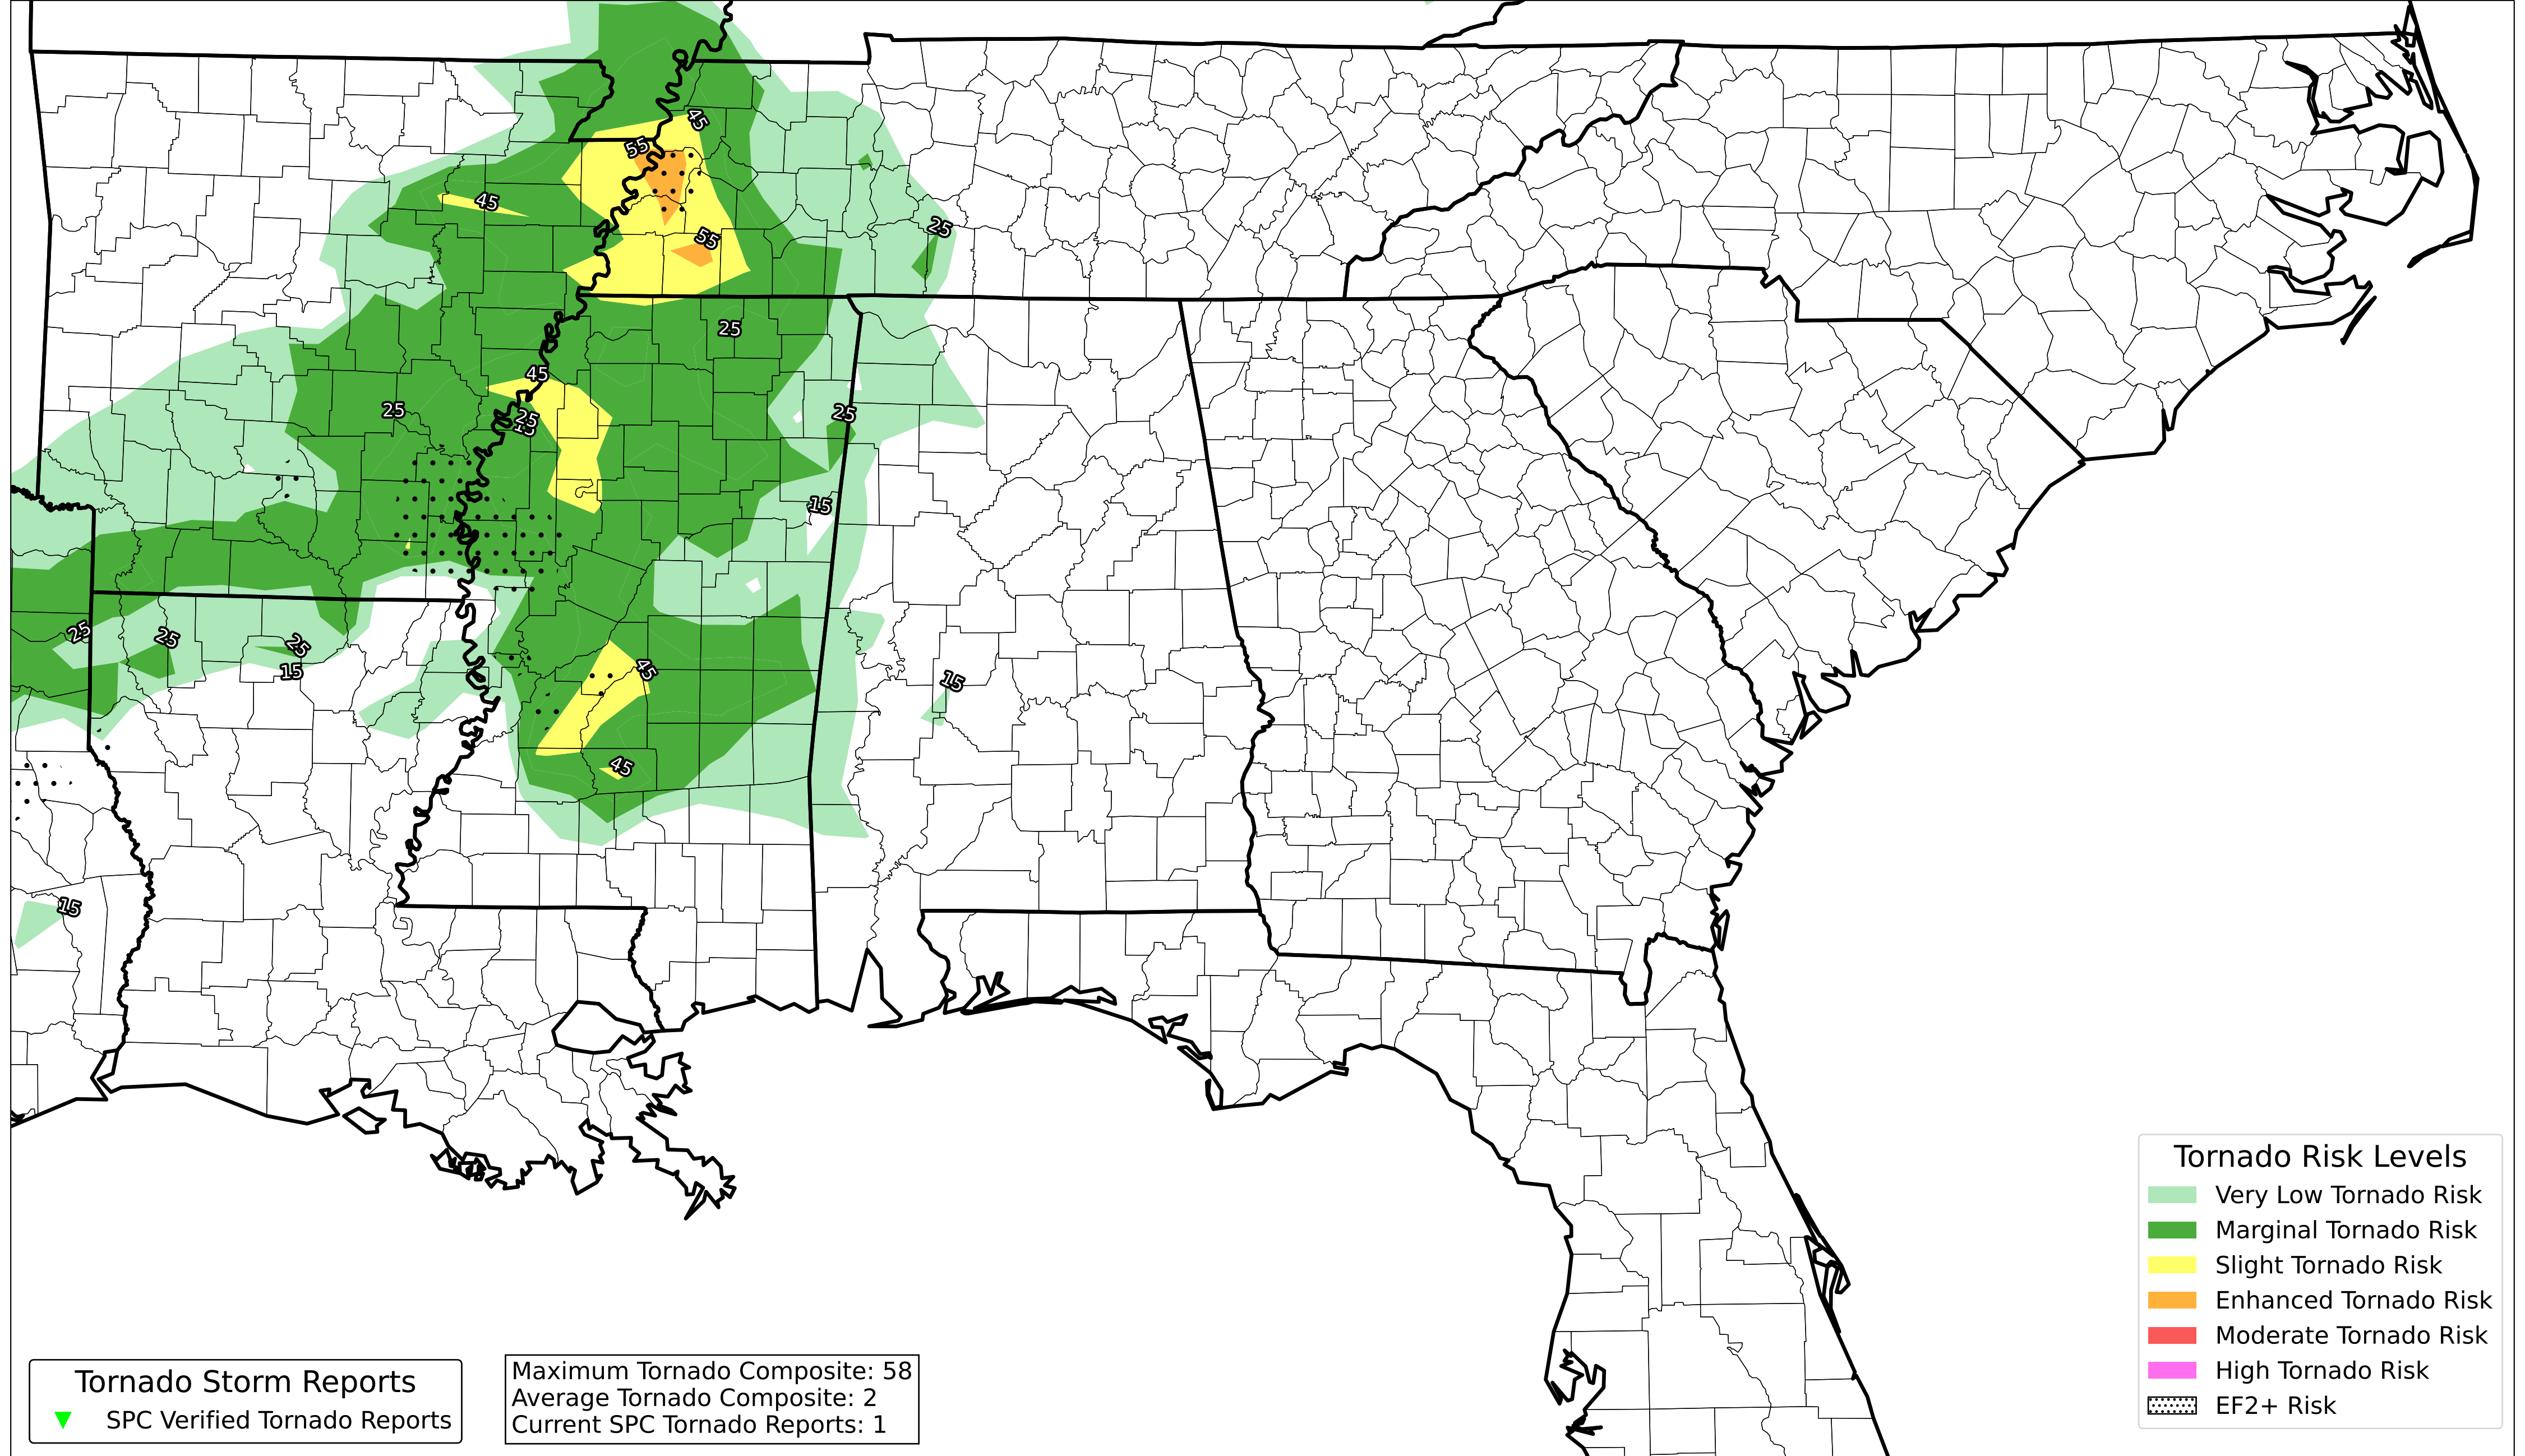 45
55
45
25
55
25
45
25
25
25
15
15
25
25
25
15
45
15
45
15
Tornado Risk Levels
Very Low Tornado Risk
Marginal Tornado Risk
Slight Tornado Risk
Enhanced Tornado Risk
Moderate Tornado Risk
High Tornado Risk
EF2+ Risk
Tornado Storm Reports
SPC Verified Tornado Reports
Maximum Tornado Composite: 58
Average Tornado Composite: 2
Current SPC Tornado Reports: 1